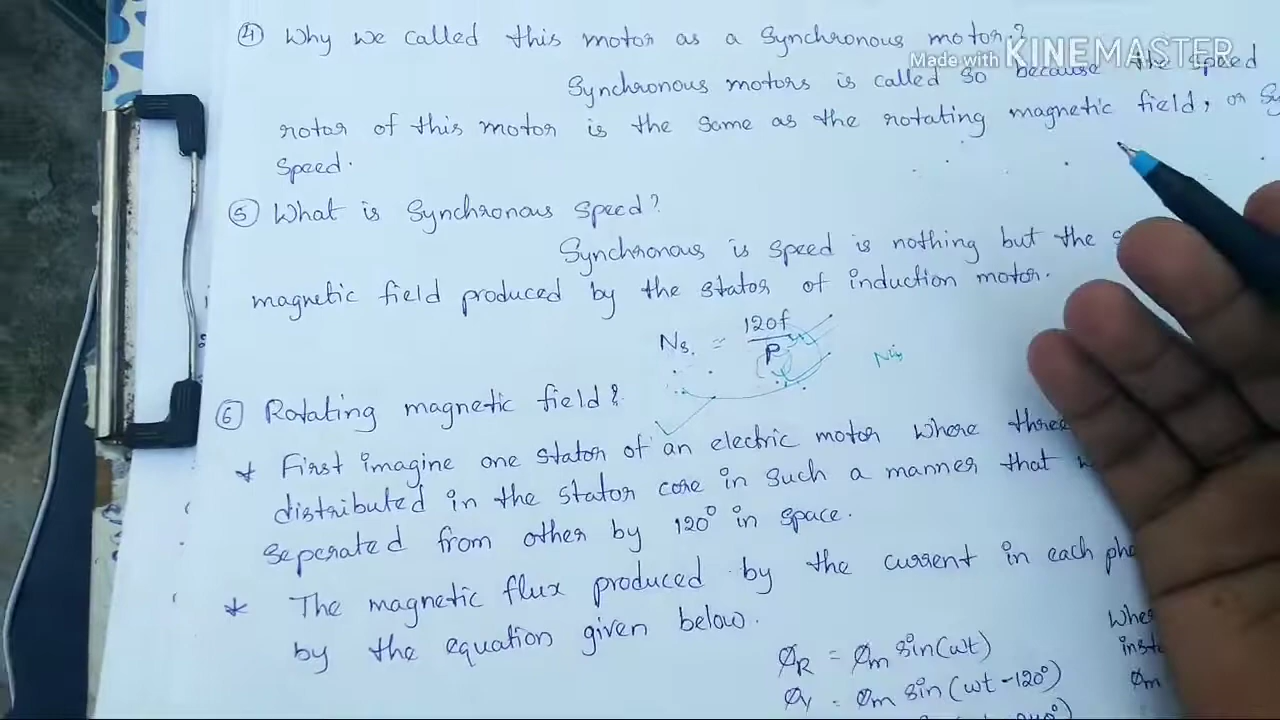 ④ Why we called this motor as a Synchronous motor?
Made with KINEMASTER
Synchronous motors is called so because the speed
rotor of this motor is the same as the rotating magnetic field, or
Speed.
⑤ What is Synchronous Speed?
Synchronous is speed is nothing but the
magnetic field produced by the stator of induction motor.
Ns. = 120f / P
⑥ Rotating magnetic field?
* First imagine one stator of an electric motor where three
distributed in the stator core in such a manner that
seperated from other by 120° in space.
* The magnetic flux produced by the current in each
by the equation given below.
ØR = Øm sin(wt)
Øy = Øm sin(wt-120°)
Øm